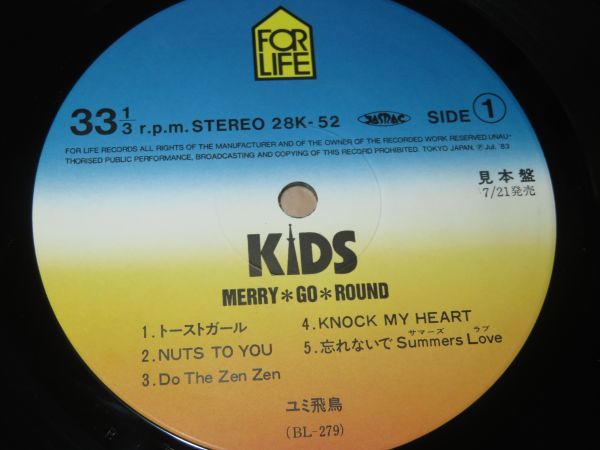 FOR
LIFE
33 1/3 r.p.m. STEREO 28K-52 JASRAC SIDE 1
FOR LIFE RECORDS ALL RIGHTS OF THE MANUFACTURER AND OF THE OWNER OF THE RECORDED WORK RESERVED UNAU-
THORISED PUBLIC PERFORMANCE, BROADCASTING AND COPYING OF THIS RECORD PROHIBITED. TOKYO JAPAN. ℗ Jul. '83
見本盤
7/21発売
KIDS
MERRY＊GO＊ROUND
1.トーストガール
2.NUTS TO YOU
3.Do The Zen Zen
4.KNOCK MY HEART
サマーズ ラブ
5.忘れないで Summers Love
ユミ飛鳥
(BL-279)